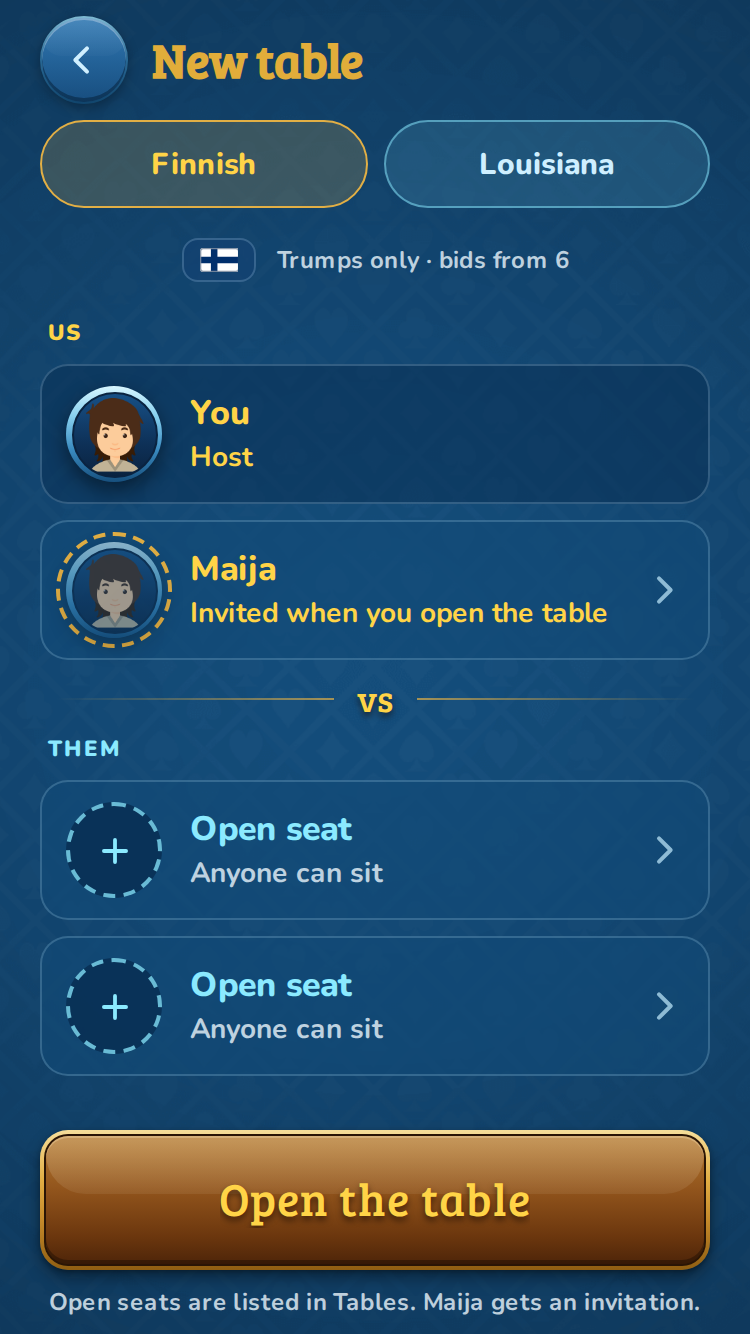 New table
Finnish
Louisiana
Trumps only · bids from 6
US
You
Host
Maija
Invited when you open the table
VS
THEM
Open seat
Anyone can sit
Open seat
Anyone can sit
Open the table
Open seats are listed in Tables. Maija gets an invitation.